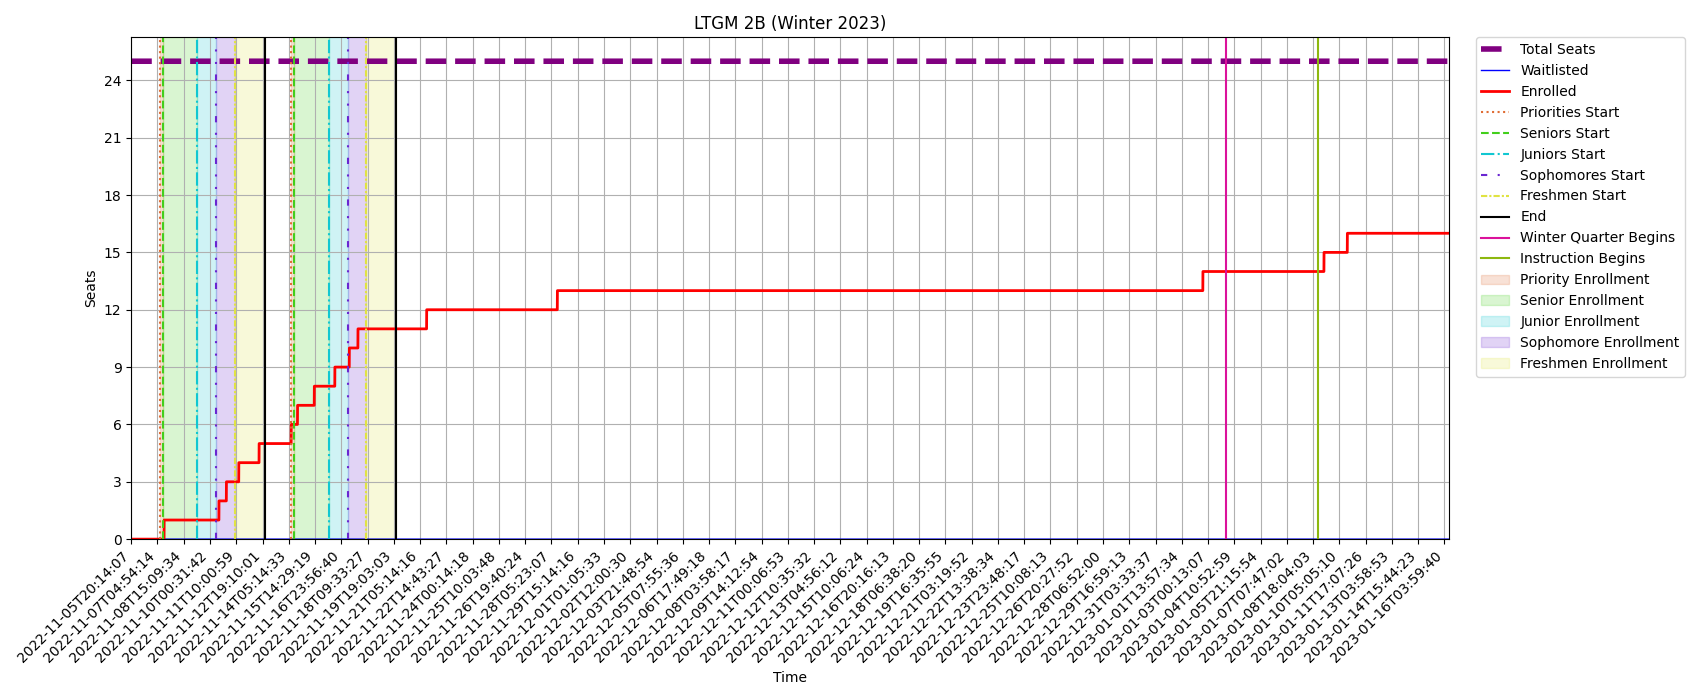 LTGM 2B (Winter 2023)
Seats
24
21
18
15
12
9
6
3
0
2022-11-05T20:14:07
2022-11-07T04:54:14
2022-11-08T15:09:34
2022-11-10T00:31:42
2022-11-11T10:00:59
2022-11-12T19:10:01
2022-11-14T05:14:33
2022-11-15T14:29:19
2022-11-16T23:56:40
2022-11-18T09:33:27
2022-11-19T19:03:03
2022-11-21T05:14:16
2022-11-22T14:43:27
2022-11-24T00:14:18
2022-11-25T10:03:48
2022-11-26T19:40:24
2022-11-28T05:23:07
2022-11-29T15:14:16
2022-12-01T01:05:33
2022-12-02T12:00:30
2022-12-03T21:48:54
2022-12-05T07:55:36
2022-12-06T17:49:18
2022-12-08T03:58:17
2022-12-09T14:12:54
2022-12-11T00:06:53
2022-12-12T10:35:32
2022-12-13T04:56:12
2022-12-15T10:06:24
2022-12-16T20:16:13
2022-12-18T06:38:20
2022-12-19T16:35:55
2022-12-21T03:19:52
2022-12-22T13:38:34
2022-12-23T23:48:17
2022-12-25T10:08:13
2022-12-26T20:27:52
2022-12-28T06:52:00
2022-12-29T16:59:13
2022-12-31T03:33:37
2023-01-01T13:57:34
2023-01-03T00:13:07
2023-01-04T10:52:59
2023-01-05T21:15:54
2023-01-07T07:47:02
2023-01-08T18:04:03
2023-01-10T05:05:10
2023-01-11T17:07:26
2023-01-13T03:58:53
2023-01-14T15:44:23
2023-01-16T03:59:40
Time
Total Seats
Waitlisted
Enrolled
Priorities Start
Seniors Start
Juniors Start
Sophomores Start
Freshmen Start
End
Winter Quarter Begins
Instruction Begins
Priority Enrollment
Senior Enrollment
Junior Enrollment
Sophomore Enrollment
Freshmen Enrollment